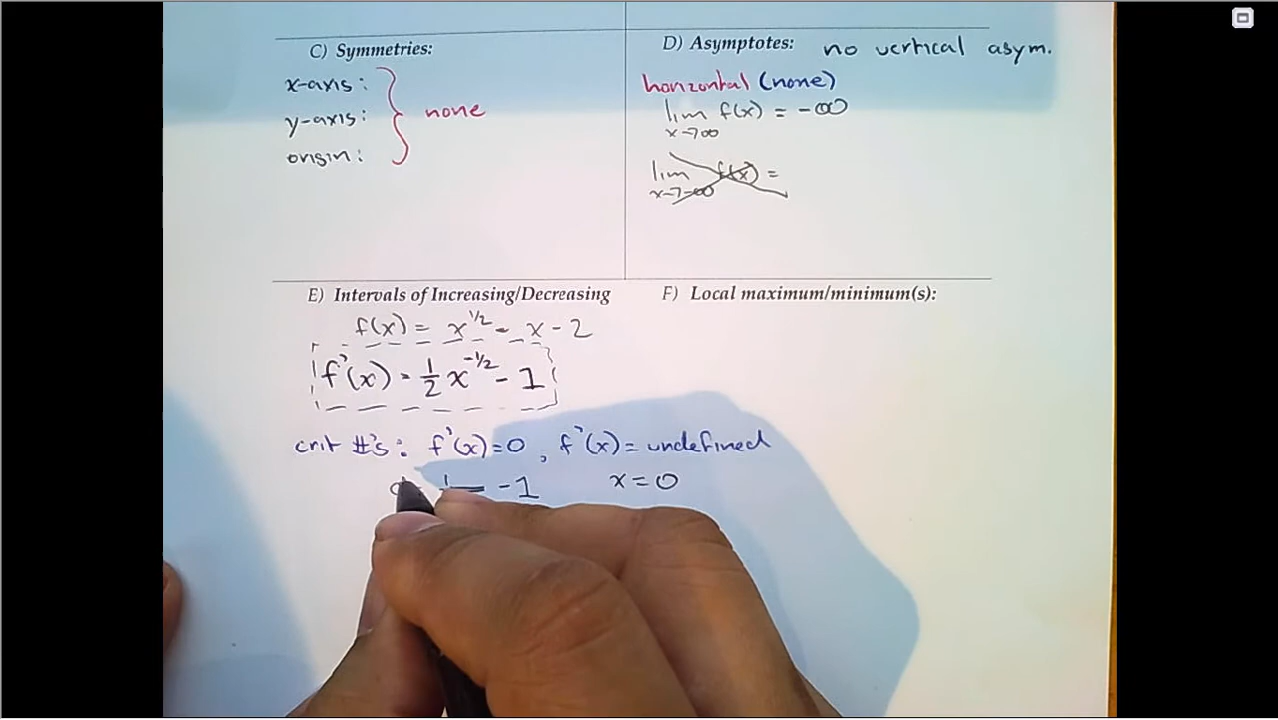 C) Symmetries:
x-axis:
y-axis:
origin:
none
D) Asymptotes: no vertical asym.
horizontal (none)
lim f(x) = -∞
x→∞
lim f(x) =
x→-∞
E) Intervals of Increasing/Decreasing
f(x) = x^1/2 - x - 2
f'(x) = 1/2 x^-1/2 - 1
crit #'s: f'(x)=0, f'(x)= undefined
-1 x=0
F) Local maximum/minimum(s):